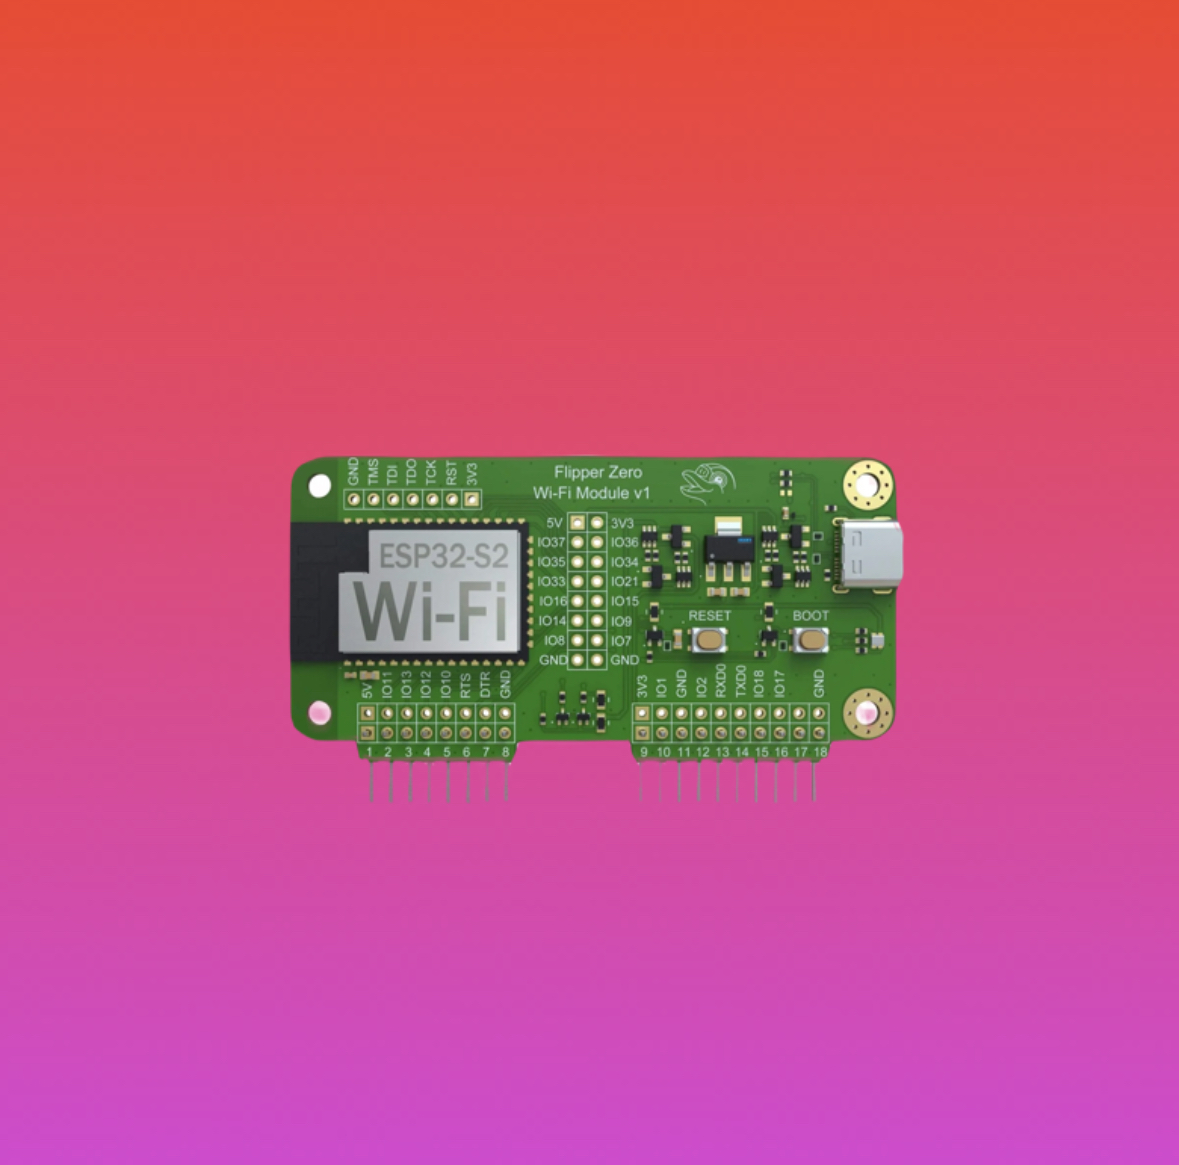 GND TMS TDI TDO TCK RST 3V3
Flipper Zero
Wi-Fi Module v1
ESP32-S2
Wi-Fi
5V 3V3
IO37 IO36
IO35 IO34
IO33 IO21
IO16 IO15
IO14 IO9
IO8 IO7
GND GND
RESET BOOT
5V IO11 IO13 IO12 IO10 RTS DTR GND
1 2 3 4 5 6 7 8
3V3 IO1 GND IO2 RXD0 TXD0 IO18 IO17 GND
9 10 11 12 13 14 15 16 17 18